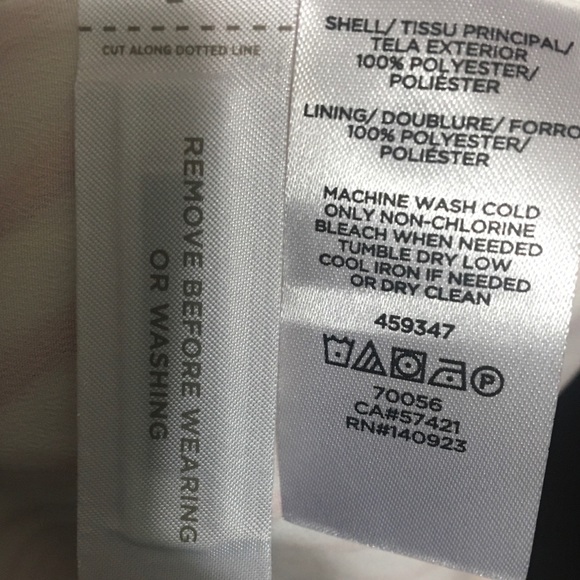 CUT ALONG DOTTED LINE
REMOVE BEFORE WEARING
OR WASHING
SHELL/ TISSU PRINCIPAL/
TELA EXTERIOR
100% POLYESTER/
POLIÉSTER
LINING/ DOUBLURE/ FORRO
100% POLYESTER/
POLIÉSTER
MACHINE WASH COLD
ONLY NON-CHLORINE
BLEACH WHEN NEEDED
TUMBLE DRY LOW
COOL IRON IF NEEDED
OR DRY CLEAN
459347
P
70056
CA#57421
RN#140923